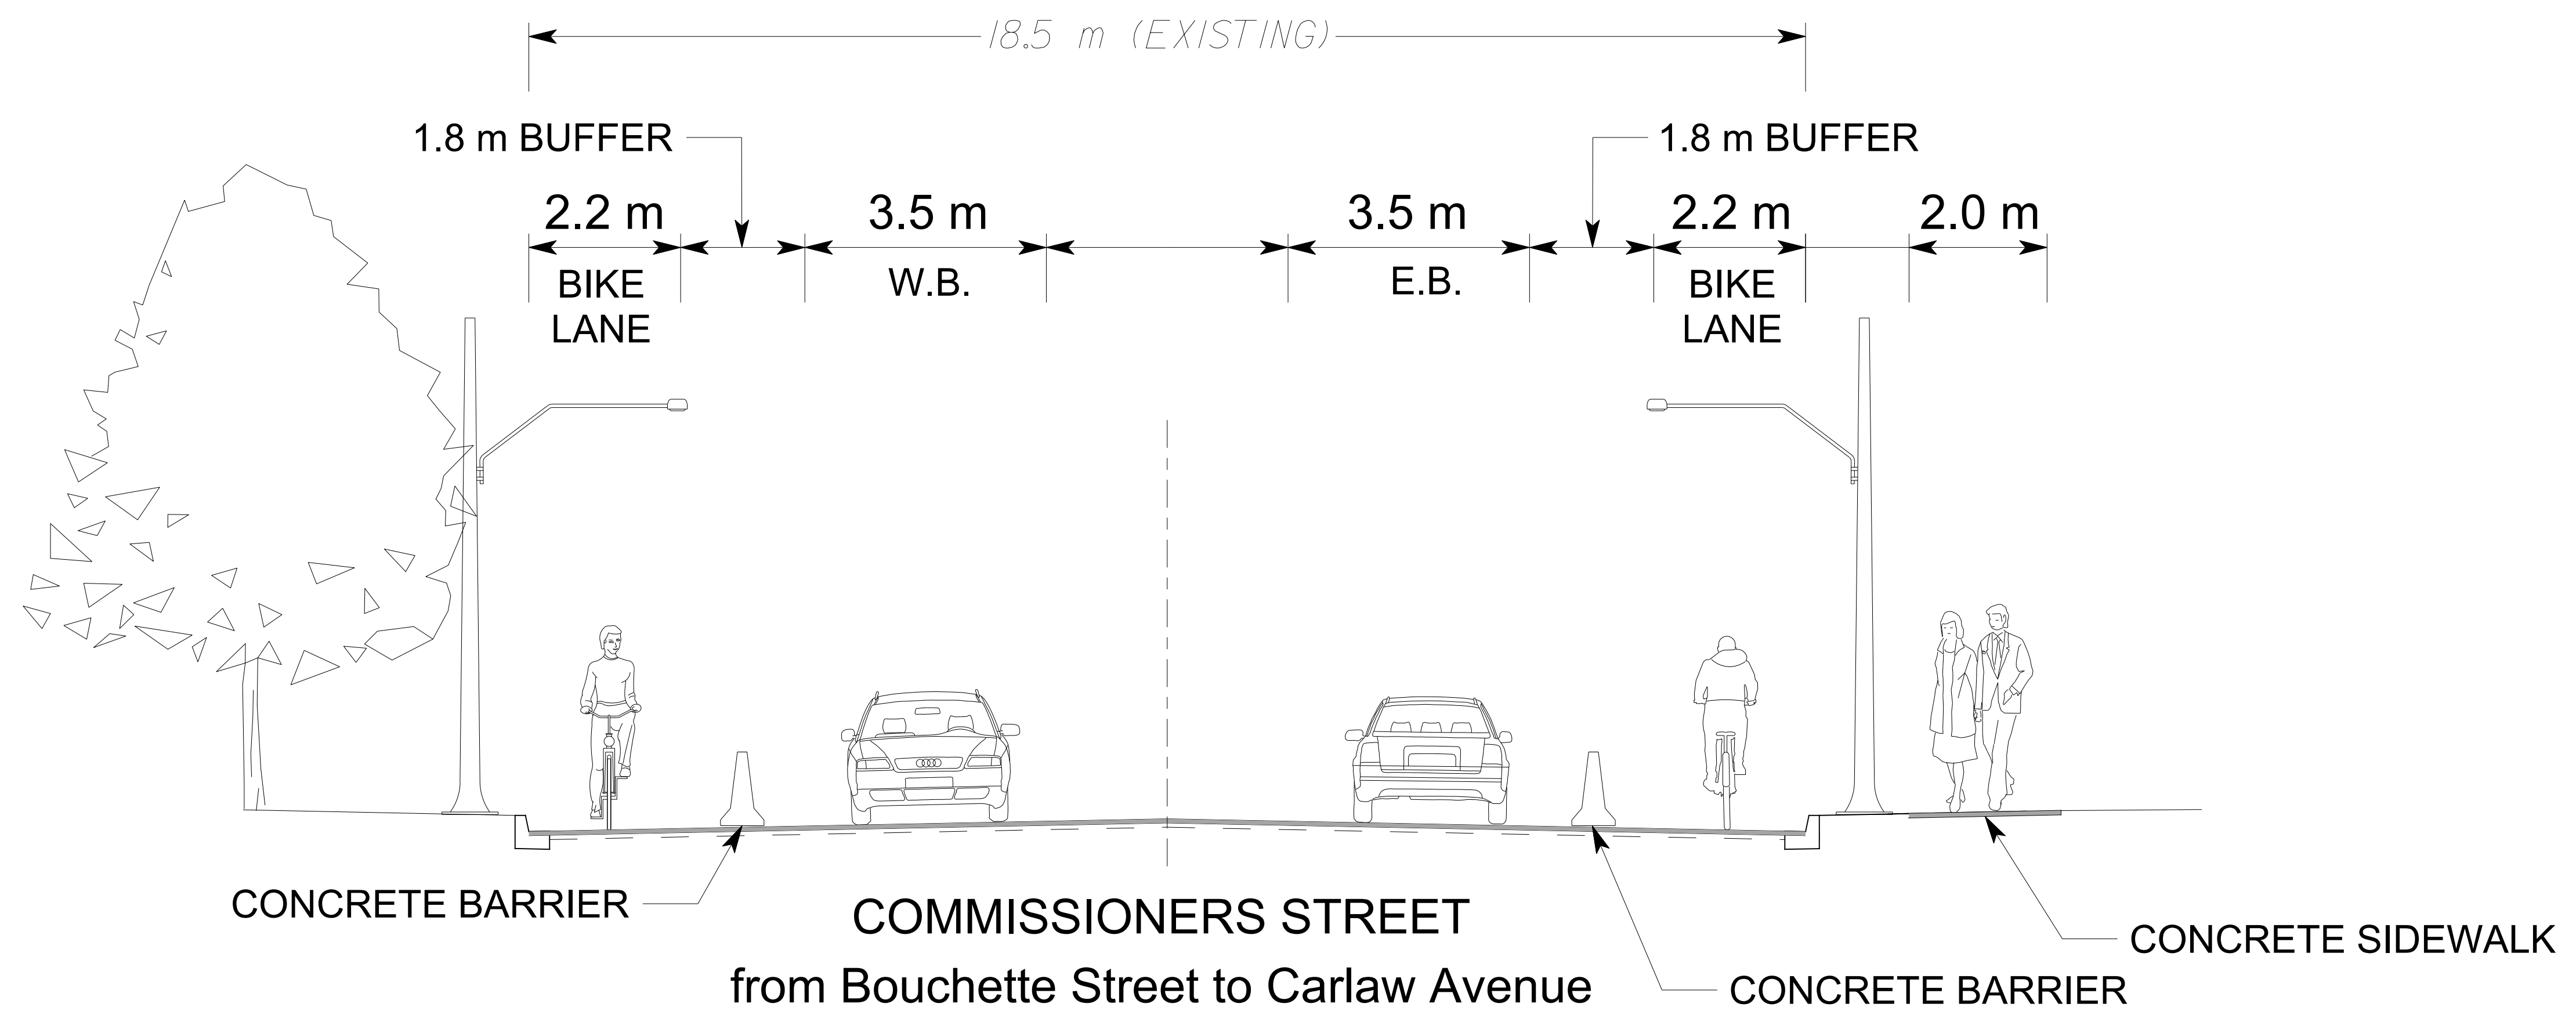 18.5 m (EXISTING)
1.8 m BUFFER
1.8 m BUFFER
2.2 m
3.5 m
3.5 m
2.2 m
2.0 m
BIKE
LANE
W.B.
E.B.
BIKE
LANE
CONCRETE BARRIER
COMMISSIONERS STREET
from Bouchette Street to Carlaw Avenue
CONCRETE SIDEWALK
CONCRETE BARRIER